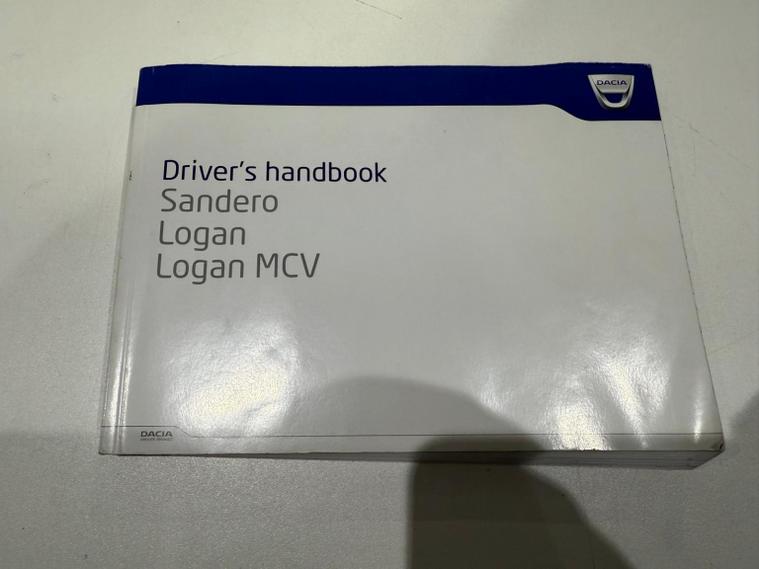 DACIA
Driver's handbook
Sandero
Logan
Logan MCV
DACIA